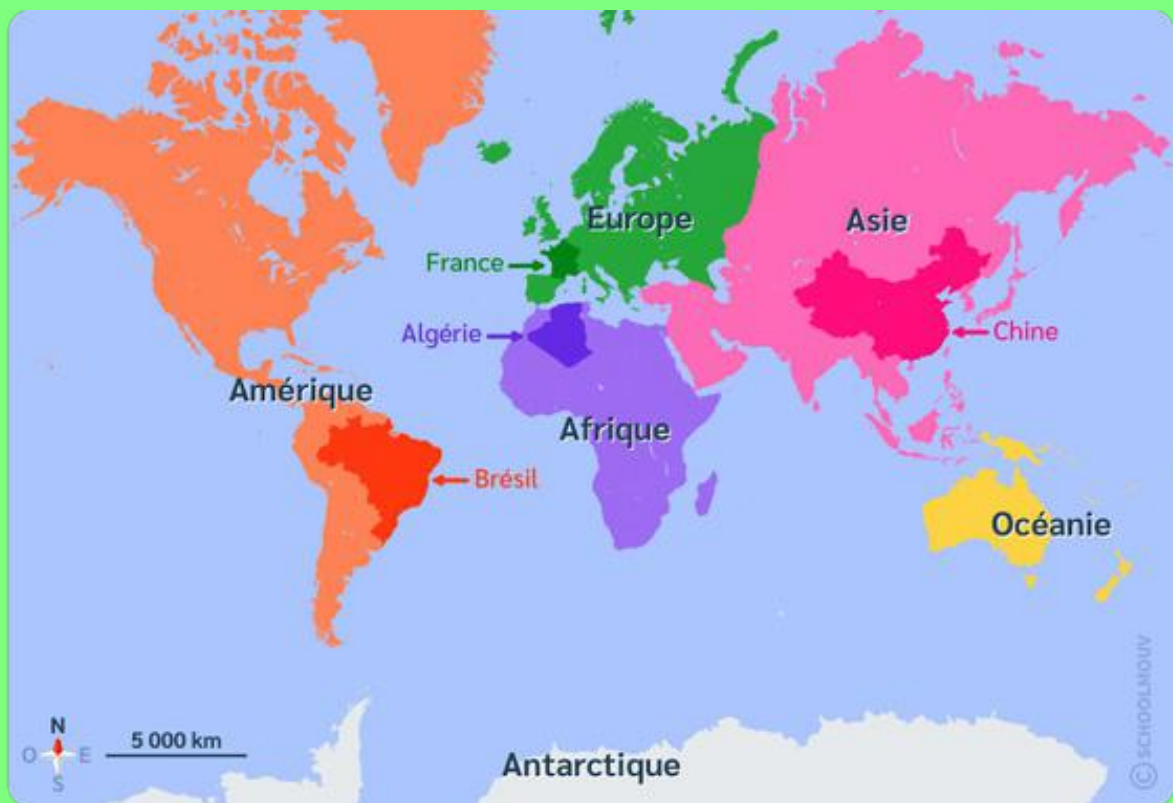 Europe
Asie
France
Algérie
Chine
Amérique
Afrique
Brésil
Océanie
N
O E
S
5 000 km
Antarctique
© SCHOOLMOUV